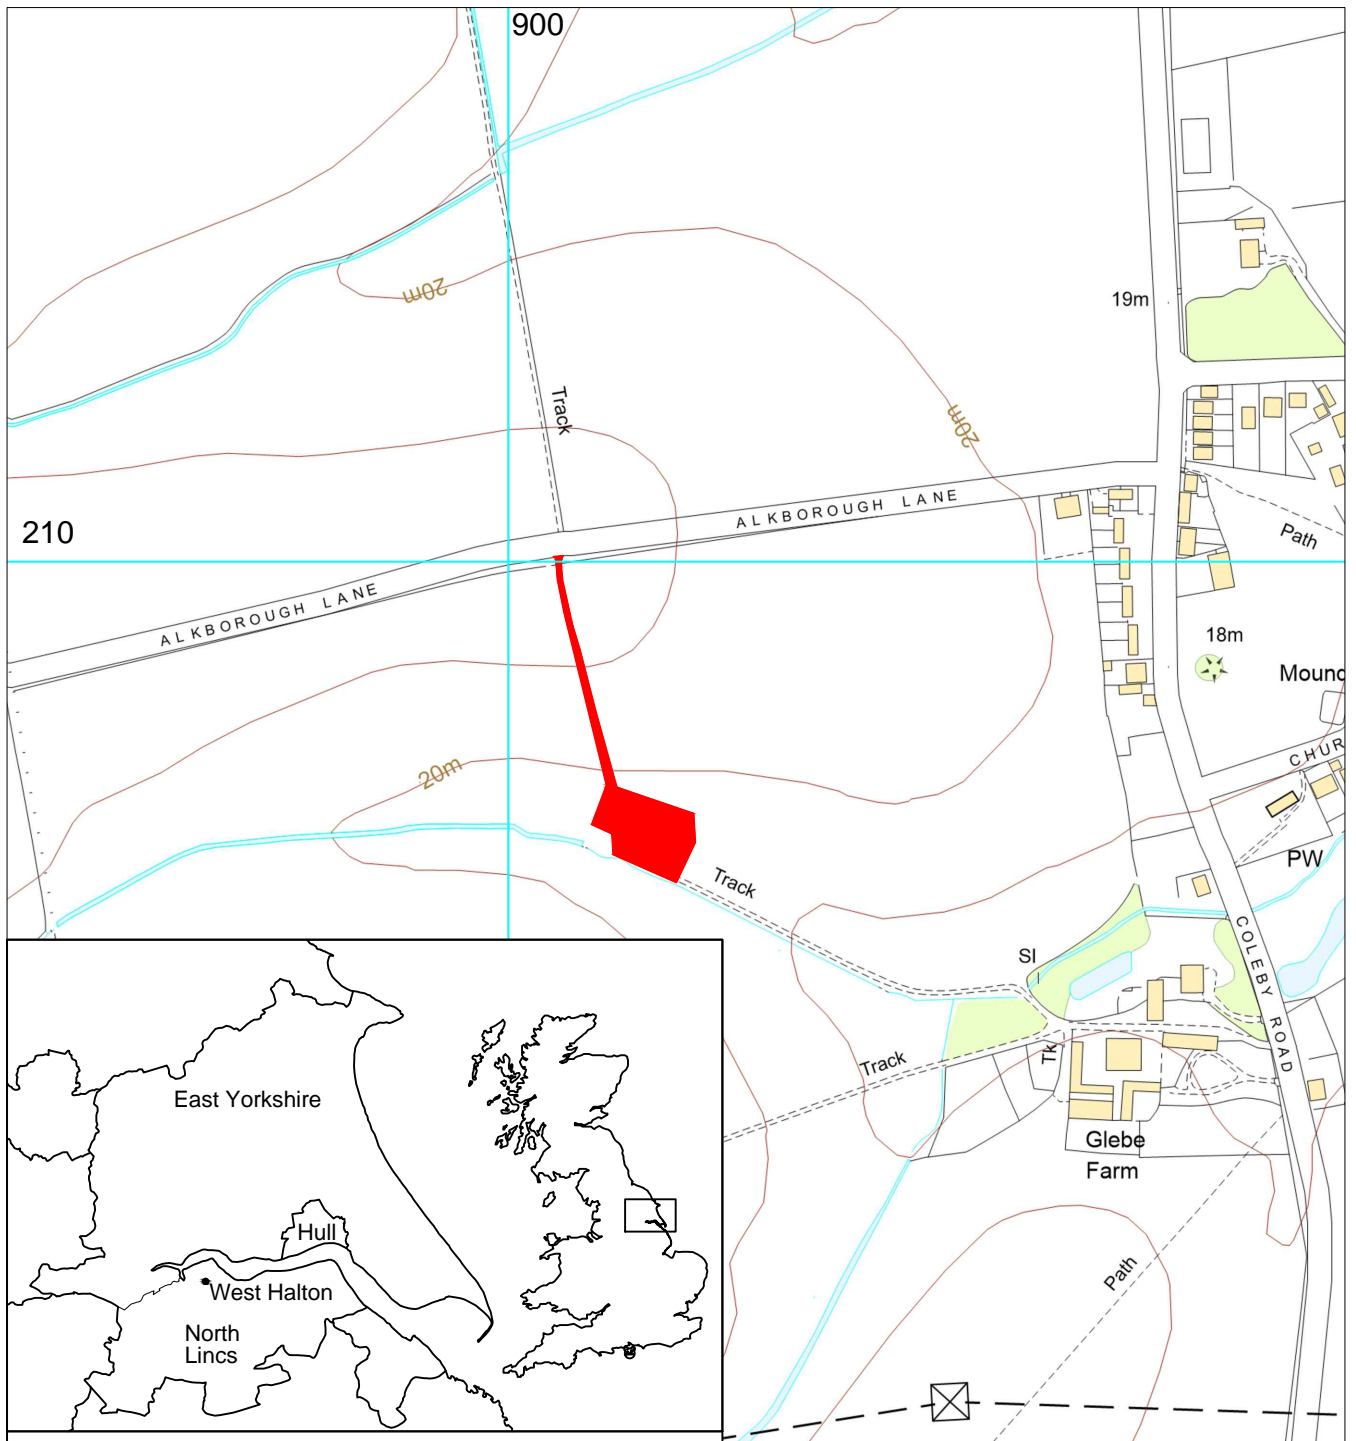 900
20m
19m
Track
20m
ALKBOROUGH LANE
210
Path
ALKBOROUGH LANE
18m
Mound
CHUR
20m
PW
Track
COLEBY ROAD
SI
Track
Tk
Glebe
Farm
Path
East Yorkshire
Hull
West Halton
North
Lincs